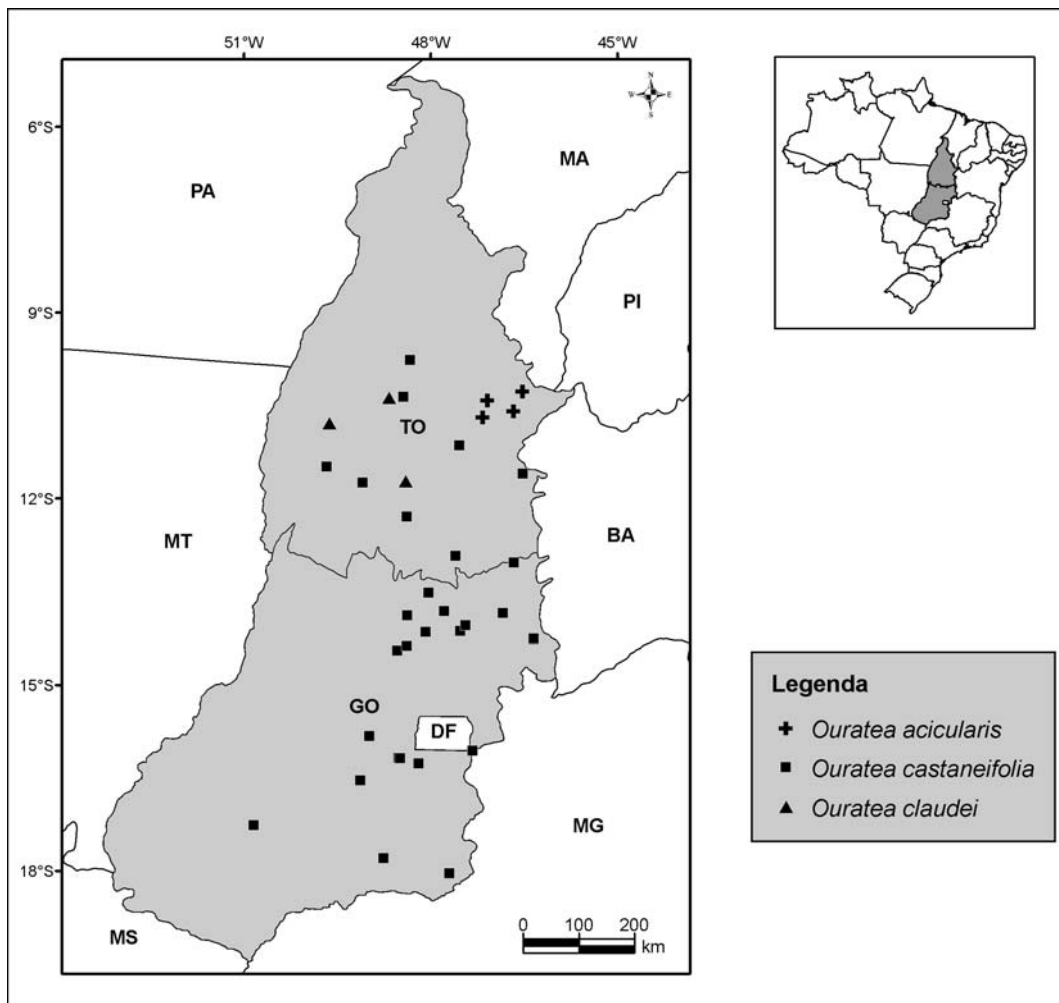 51°W 48°W 45°W
N
W E
S
6°S
MA
PA
PI
9°S
TO
12°S
BA
MT
15°S
GO
DF
MG
18°S
MS
0 100 200
km
Legenda
Ouratea acicularis
Ouratea castaneifolia
Ouratea claudei